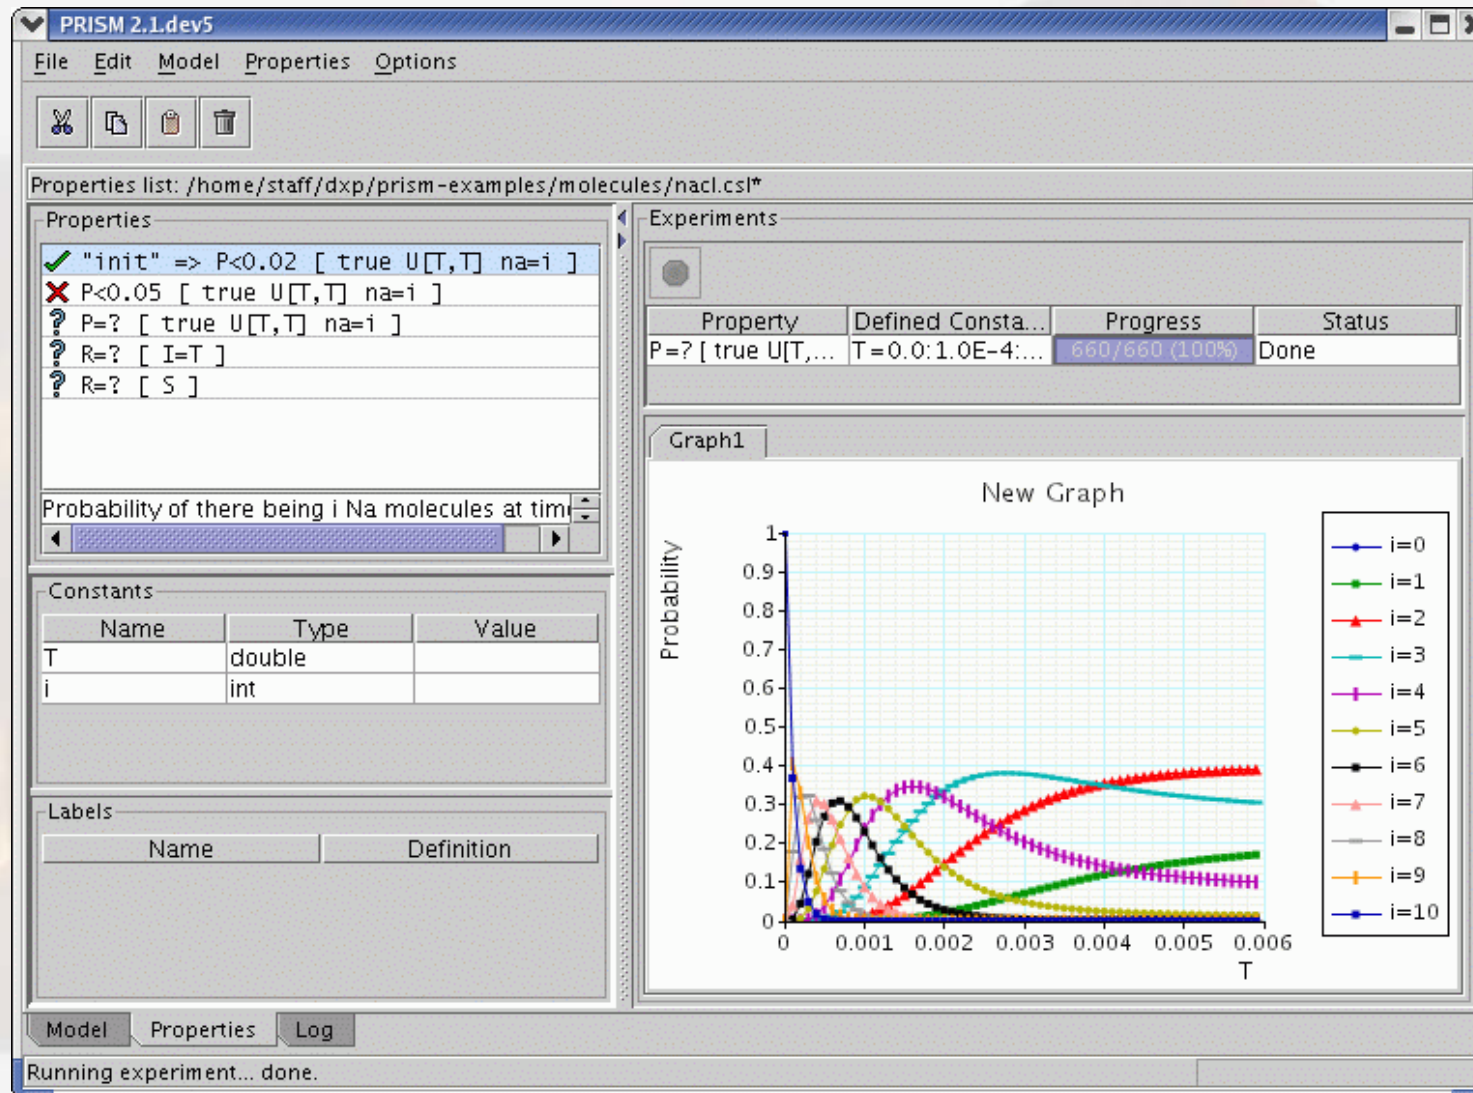 PRISM 2.1.dev5
File Edit Model Properties Options
Properties list: /home/staff/dxp/prism-examples/molecules/nacl.csl*
Properties
"init" => P<0.02 [ true U[T,T] na=i ]
P<0.05 [ true U[T,T] na=i ]
P=? [ true U[T,T] na=i ]
R=? [ I=T ]
R=? [ S ]
Probability of there being i Na molecules at tim
Constants
Name Type Value
T double
i int
Labels
Name Definition
Experiments
Property Defined Consta... Progress Status
P=? [ true U[T,... T=0.0:1.0E-4:... 660/660 (100%) Done
Graph1
New Graph
Probability
1
0.9
0.8
0.7
0.6
0.5
0.4
0.3
0.2
0.1
0
0 0.001 0.002 0.003 0.004 0.005 0.006
T
i=0
i=1
i=2
i=3
i=4
i=5
i=6
i=7
i=8
i=9
i=10
Model Properties Log
Running experiment... done.